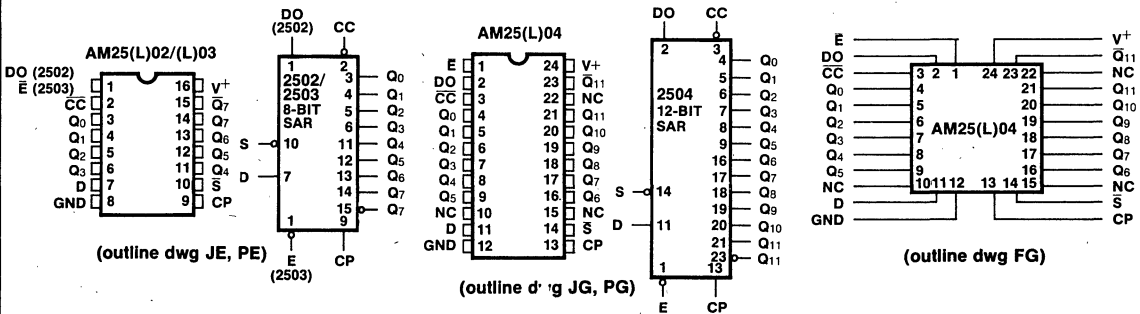 AM25(L)02/(L)03
DO (2502)
E̅ (2503)
1 16 V+
C̅C̅ 2 15 Q̅7
Q0 3 14 Q7
Q1 4 13 Q6
Q2 5 12 Q5
Q3 6 11 Q4
D 7 10 S̅
GND 8 9 CP
(outline dwg JE, PE)
DO
(2502)
CC
1 2
2502/
2503
8-BIT
SAR
3 Q0
4 Q1
5 Q2
6 Q3
S 10 11 Q4
12 Q5
D 7 13 Q6
14 Q7
15 Q7
1 9
E
(2503)
CP
AM25(L)04
E 1 24 V+
DO 2 23 Q̅11
C̅C̅ 3 22 NC
Q0 4 21 Q11
Q1 5 20 Q10
Q2 6 19 Q9
Q3 7 18 Q8
Q4 8 17 Q7
Q5 9 16 Q6
NC 10 15 NC
D 11 14 S̅
GND 12 13 CP
(outline d g JG, PG)
DO CC
2 3
4 Q0
5 Q1
2504
12-BIT
SAR
6 Q2
7 Q3
8 Q4
9 Q5
16 Q6
17 Q7
S 14 18 Q8
19 Q9
D 11 20 Q10
21 Q11
23 Q11
1 13
E CP
E̅ V+
DO Q̅11
C̅C̅ 3 2 1 24 23 22 NC
Q0 4 21 Q11
Q1 5 20 Q10
Q2 6 19 Q9
AM25(L)04
Q3 7 18 Q8
Q4 8 17 Q7
Q5 9 16 Q6
NC 10 11 12 13 14 15 NC
D S̅
GND CP
(outline dwg FG)